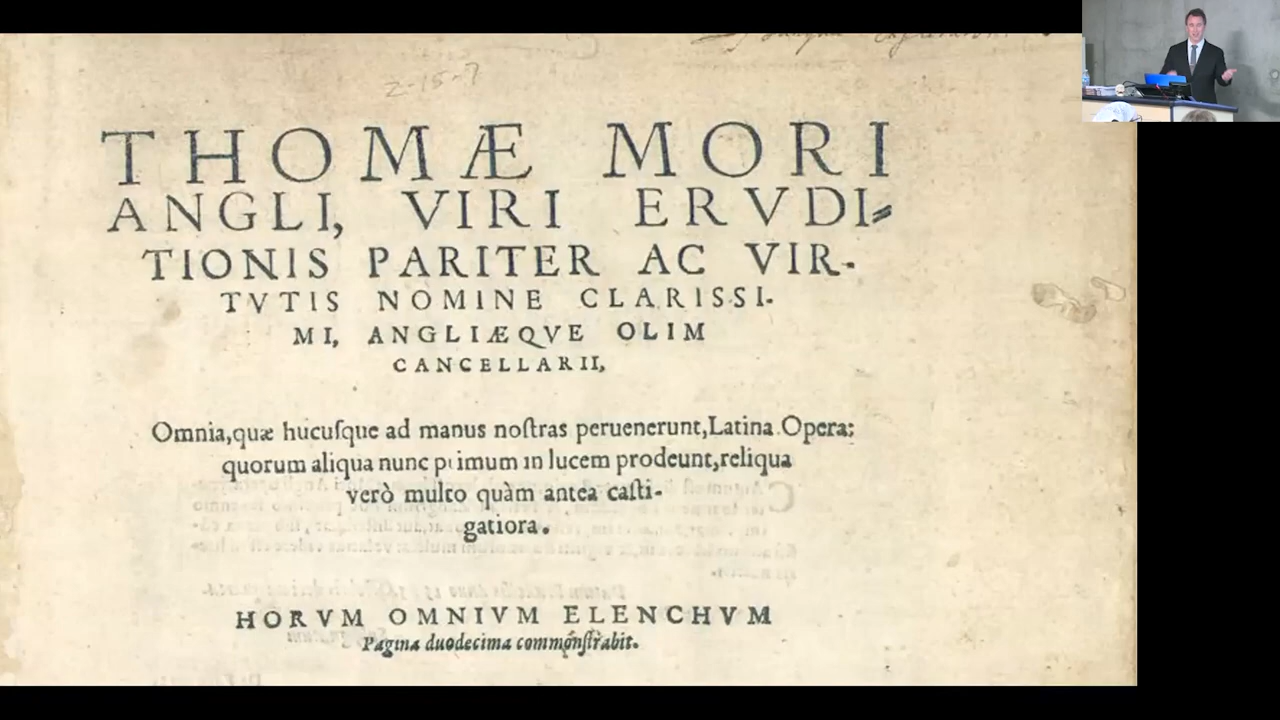 Z-15-7
THOMÆ MORI
ANGLI, VIRI ERVDI-
TIONIS PARITER AC VIR-
TVTIS NOMINE CLARISSI-
MI, ANGLIÆQVE OLIM
CANCELLARII,
Omnia,quæ hucuſque ad manus noſtras peruenerunt,Latina Opera:
quorum aliqua nunc primum in lucem prodeunt,reliqua
verò multo quàm antea caſti-
gatiora.
HORVM OMNIVM ELENCHVM
Pagina duodecima commonſtrabit.